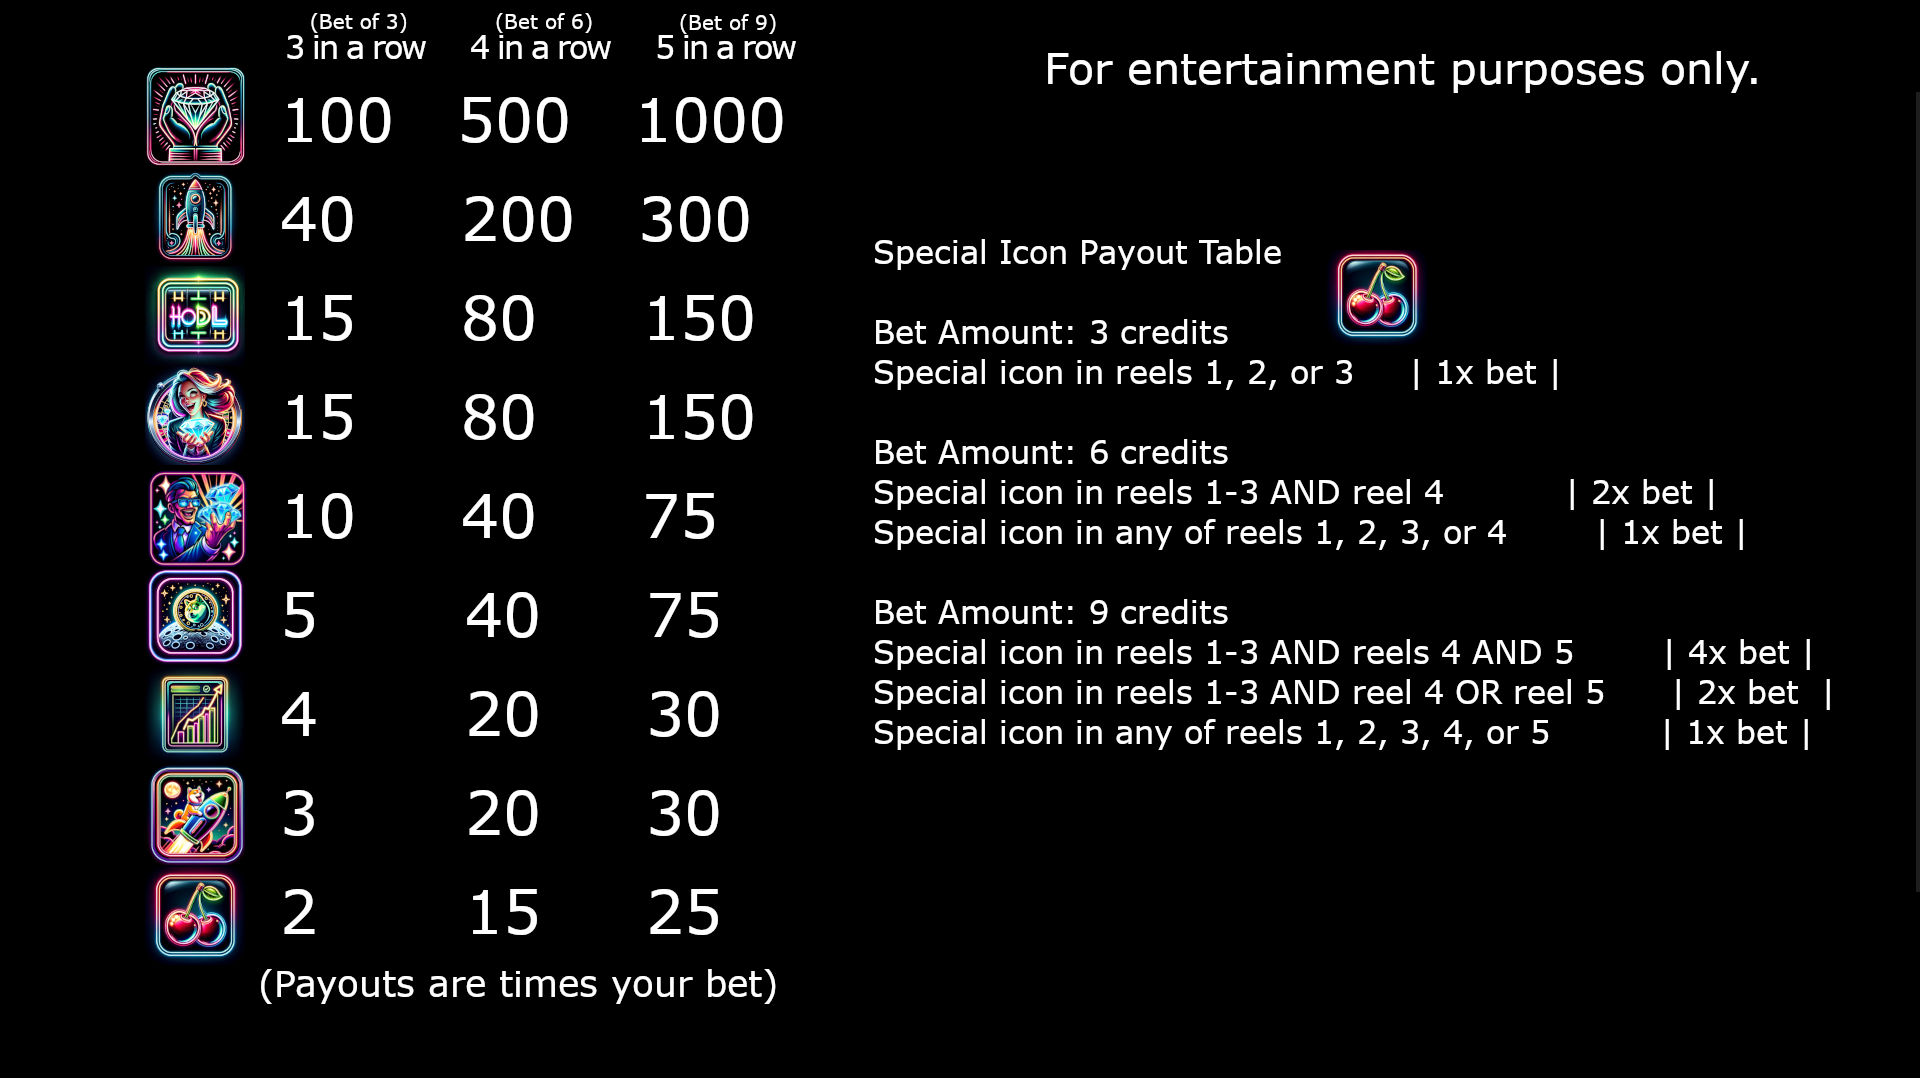 (Bet of 3) (Bet of 6) (Bet of 9)
3 in a row 4 in a row 5 in a row
100 500 1000
40 200 300
HODL 15 80 150
15 80 150
10 40 75
5 40 75
4 20 30
3 20 30
2 15 25
(Payouts are times your bet)
For entertainment purposes only.
Special Icon Payout Table
Bet Amount: 3 credits
Special icon in reels 1, 2, or 3 | 1x bet |
Bet Amount: 6 credits
Special icon in reels 1-3 AND reel 4 | 2x bet |
Special icon in any of reels 1, 2, 3, or 4 | 1x bet |
Bet Amount: 9 credits
Special icon in reels 1-3 AND reels 4 AND 5 | 4x bet |
Special icon in reels 1-3 AND reel 4 OR reel 5 | 2x bet |
Special icon in any of reels 1, 2, 3, 4, or 5 | 1x bet |